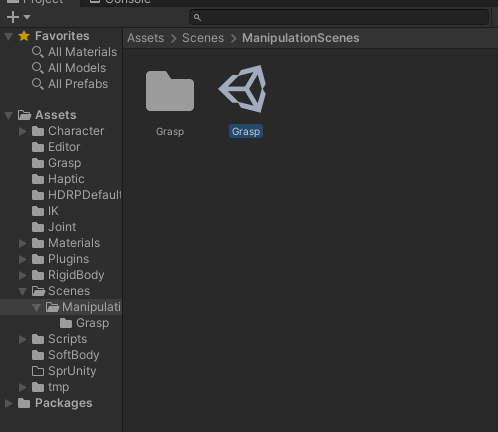 Project
Console
Favorites
All Materials
All Models
All Prefabs
Assets
Character
Editor
Grasp
Haptic
HDRPDefaul
IK
Joint
Materials
Plugins
RigidBody
Scenes
Manipulati
Grasp
Scripts
SoftBody
SprUnity
tmp
Packages
Assets > Scenes > ManipulationScenes
Grasp
Grasp